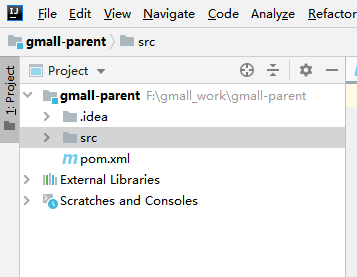 IJ File Edit View Navigate Code Analyze Refactor
gmall-parent src
1: Project
Project
gmall-parent F:\gmall_work\gmall-parent
.idea
src
m pom.xml
External Libraries
Scratches and Consoles